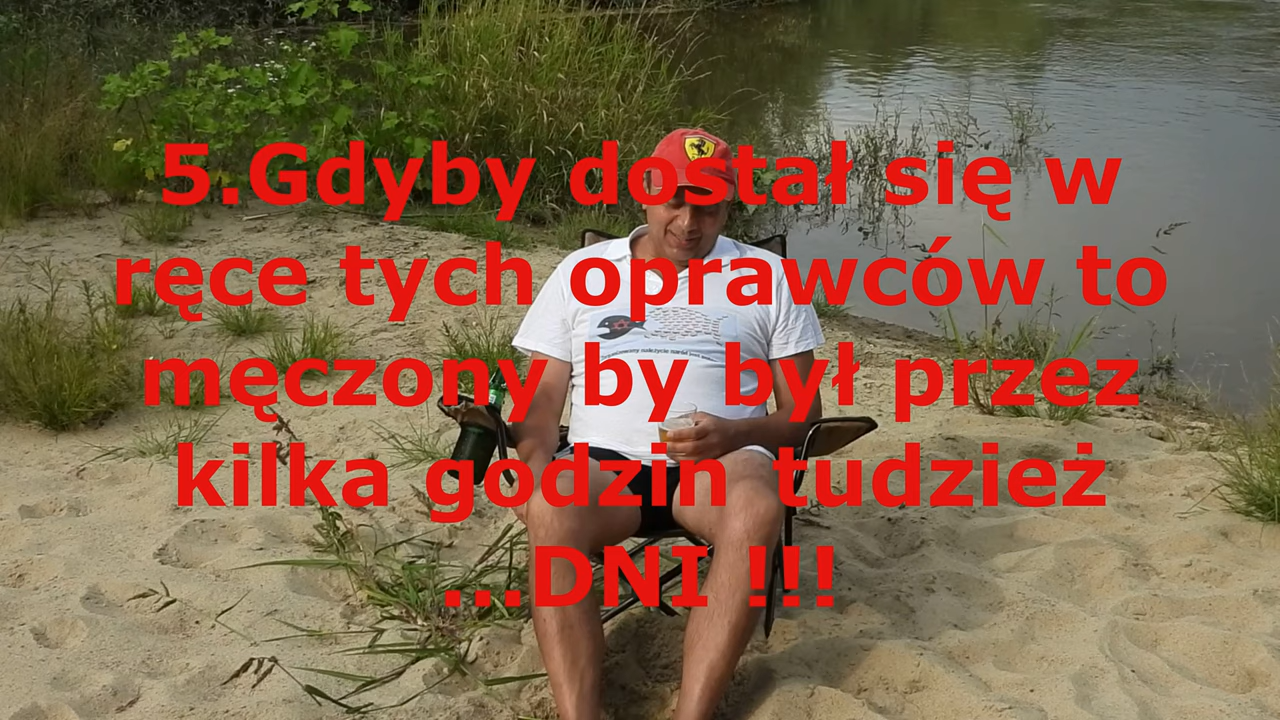 5.Gdyby dostał się w
ręce tych oprawców to
męczony by był przez
kilka godzin tudzież
...DNI !!!